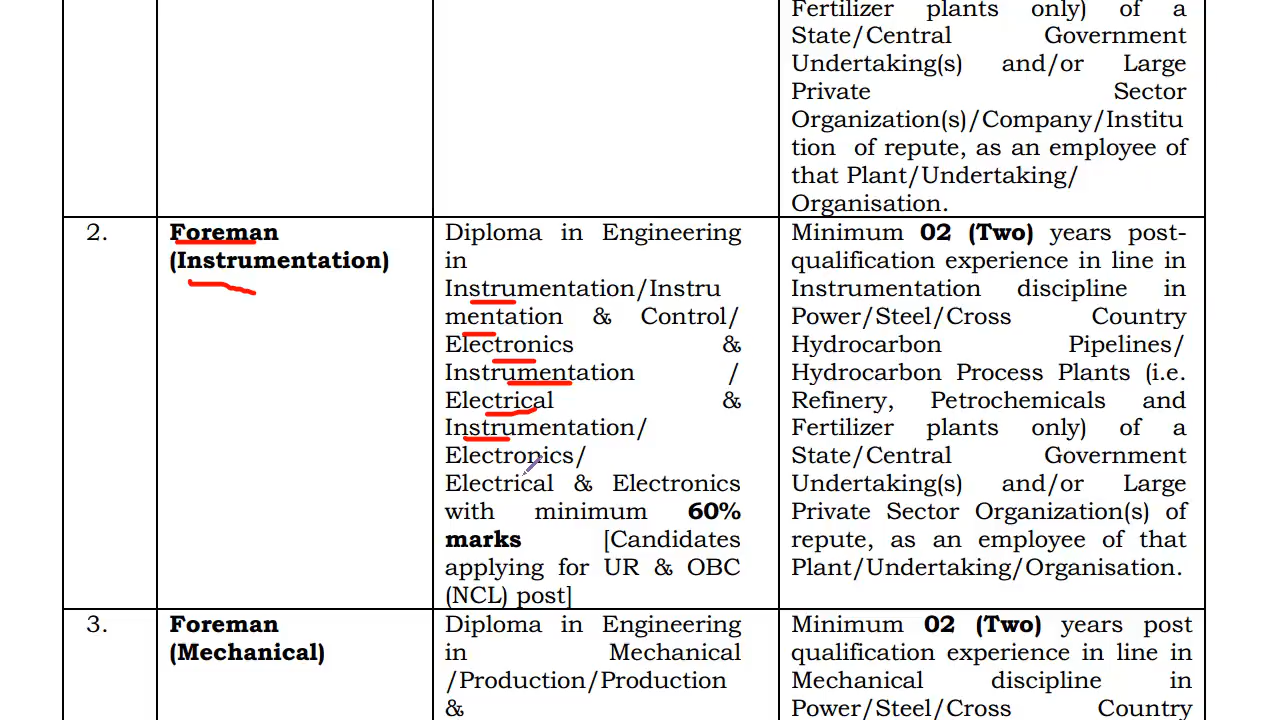 Fertilizer plants only) of a
State/Central Government
Undertaking(s) and/or Large
Private Sector
Organization(s)/Company/Institu
tion of repute, as an employee of
that Plant/Undertaking/
Organisation.
2.
Foreman
(Instrumentation)
Diploma in Engineering
in
Instrumentation/Instru
mentation & Control/
Electronics &
Instrumentation /
Electrical &
Instrumentation/
Electronics/
Electrical & Electronics
with minimum 60%
marks [Candidates
applying for UR & OBC
(NCL) post]
Minimum 02 (Two) years post-
qualification experience in line in
Instrumentation discipline in
Power/Steel/Cross Country
Hydrocarbon Pipelines/
Hydrocarbon Process Plants (i.e.
Refinery, Petrochemicals and
Fertilizer plants only) of a
State/Central Government
Undertaking(s) and/or Large
Private Sector Organization(s) of
repute, as an employee of that
Plant/Undertaking/Organisation.
3.
Foreman
(Mechanical)
Diploma in Engineering
in Mechanical
/Production/Production
&
Minimum 02 (Two) years post
qualification experience in line in
Mechanical discipline in
Power/Steel/Cross Country